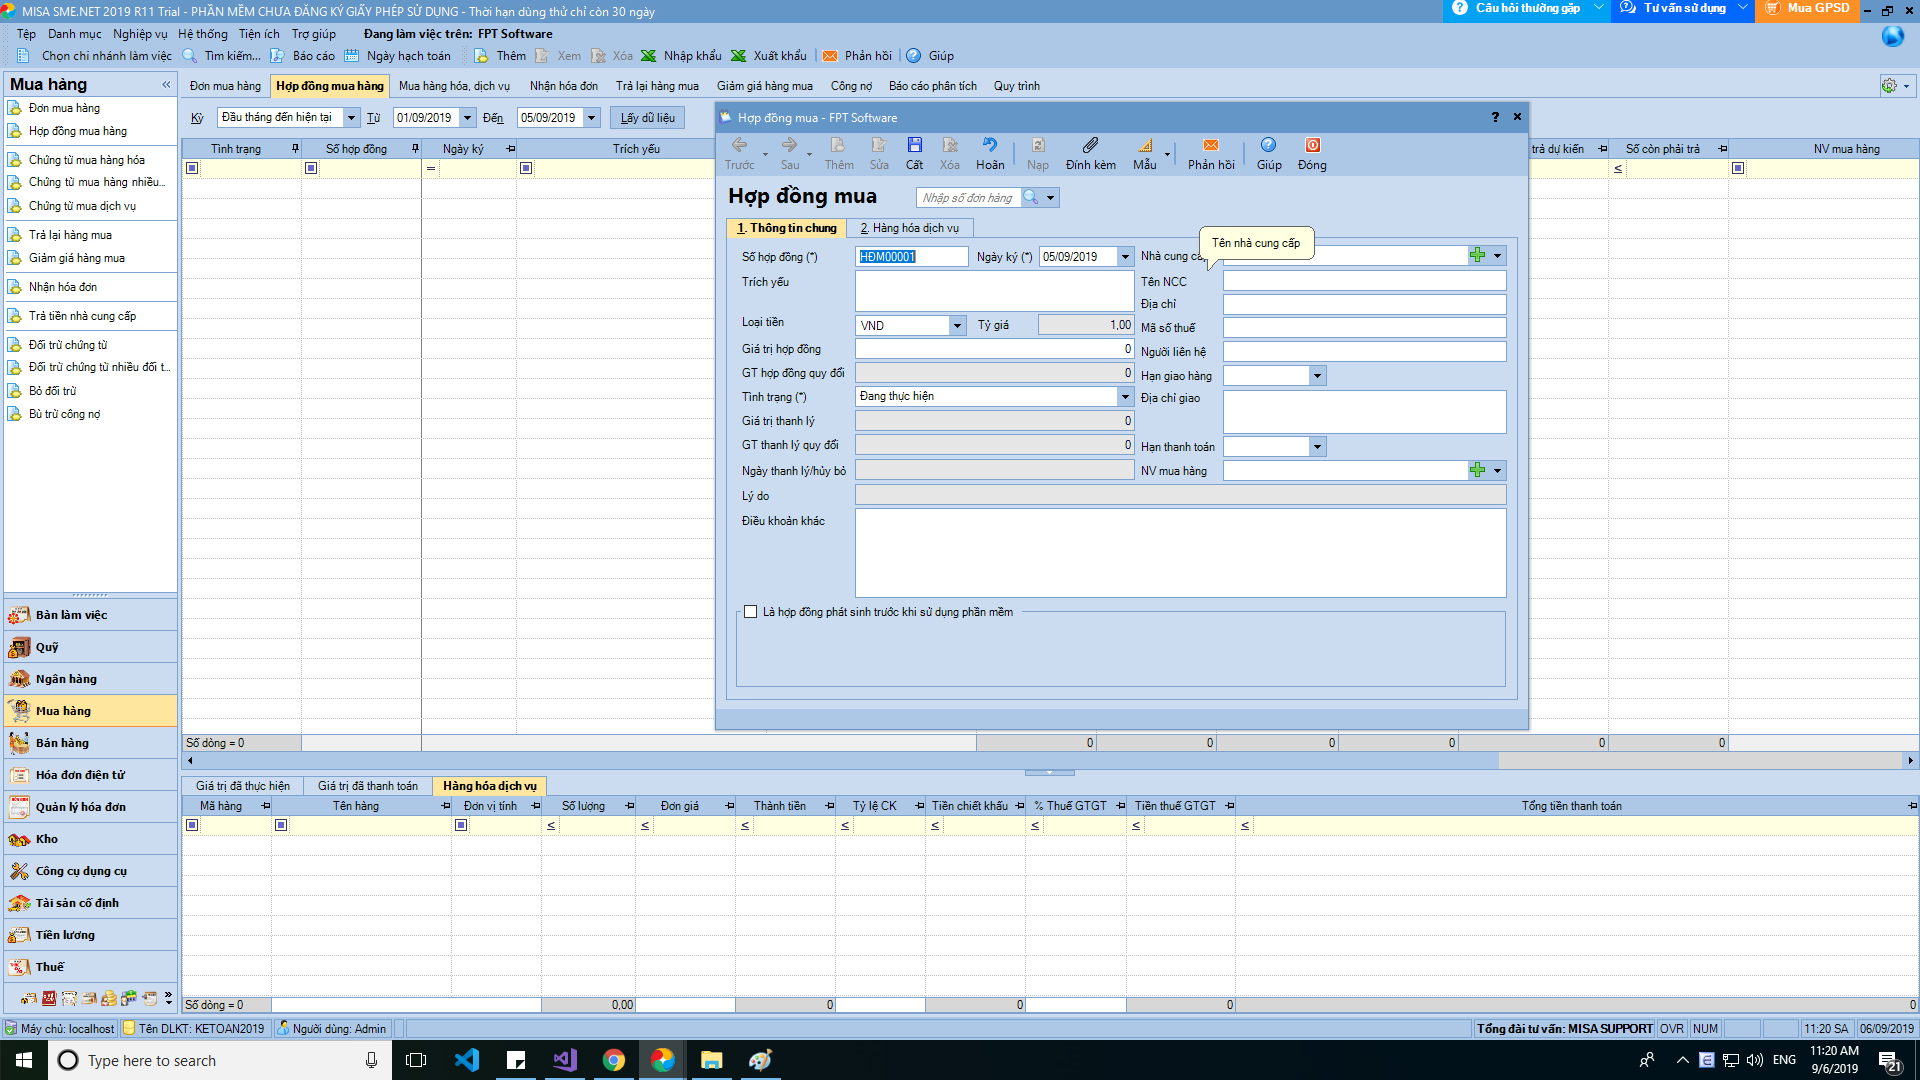 MISA SME.NET 2019 R11 Trial - PHẦN MỀM CHƯA ĐĂNG KÝ GIẤY PHÉP SỬ DỤNG - Thời hạn dùng thử chỉ còn 30 ngày
Câu hỏi thường gặp Tư vấn sử dụng Mua GPSD
Tệp Danh mục Nghiệp vụ Hệ thống Tiện ích Trợ giúp Đang làm việc trên: FPT Software
Chọn chi nhánh làm việc Tìm kiếm... Báo cáo Ngày hạch toán Thêm Xem Xóa Nhập khẩu Xuất khẩu Phản hồi Giúp
Mua hàng «
Đơn mua hàng
Hợp đồng mua hàng
Chứng từ mua hàng hóa
Chứng từ mua hàng nhiều...
Chứng từ mua dịch vụ
Trả lại hàng mua
Giảm giá hàng mua
Nhận hóa đơn
Trả tiền nhà cung cấp
Đối trừ chứng từ
Đối trừ chứng từ nhiều đối t...
Bỏ đối trừ
Bù trừ công nợ
Bàn làm việc
Quỹ
Ngân hàng
Mua hàng
Bán hàng
Hóa đơn điện tử
Quản lý hóa đơn
Kho
Công cụ dụng cụ
Tài sản cố định
Tiền lương
Thuế
Đơn mua hàng Hợp đồng mua hàng Mua hàng hóa, dịch vụ Nhận hóa đơn Trả lại hàng mua Giảm giá hàng mua Công nợ Báo cáo phân tích Quy trình
Kỳ Đầu tháng đến hiện tại Từ 01/09/2019 Đến 05/09/2019 Lấy dữ liệu
Tình trạng Số hợp đồng Ngày ký Trích yếu trả dự kiến Số còn phải trả NV mua hàng
= ≤
Hợp đồng mua - FPT Software ?
Trước Sau Thêm Sửa Cất Xóa Hoãn Nạp Đính kèm Mẫu Phản hồi Giúp Đóng
Hợp đồng mua Nhập số đơn hàng
1. Thông tin chung 2. Hàng hóa dịch vụ
Tên nhà cung cấp
Số hợp đồng (*) HĐM00001 Ngày ký (*) 05/09/2019 Nhà cung cấp
Trích yếu Tên NCC
Địa chỉ
Loại tiền VND Tỷ giá 1,00 Mã số thuế
Giá trị hợp đồng 0 Người liên hệ
GT hợp đồng quy đổi 0 Hạn giao hàng
Tình trạng (*) Đang thực hiện Địa chỉ giao
Giá trị thanh lý 0
GT thanh lý quy đổi 0 Hạn thanh toán
Ngày thanh lý/hủy bỏ NV mua hàng
Lý do
Điều khoản khác
Là hợp đồng phát sinh trước khi sử dụng phần mềm
Số dòng = 0 0 0 0 0 0 0
Giá trị đã thực hiện Giá trị đã thanh toán Hàng hóa dịch vụ
Mã hàng Tên hàng Đơn vị tính Số lượng Đơn giá Thành tiền Tỷ lệ CK Tiền chiết khấu % Thuế GTGT Tiền thuế GTGT Tổng tiền thanh toán
≤ ≤ ≤ ≤ ≤ ≤ ≤ ≤
Số dòng = 0 0,00 0 0 0 0
Máy chủ: localhost Tên DLKT: KETOAN2019 Người dùng: Admin Tổng đài tư vấn: MISA SUPPORT OVR NUM 11:20 SA 06/09/2019
Type here to search ENG 11:20 AM
9/6/2019 21